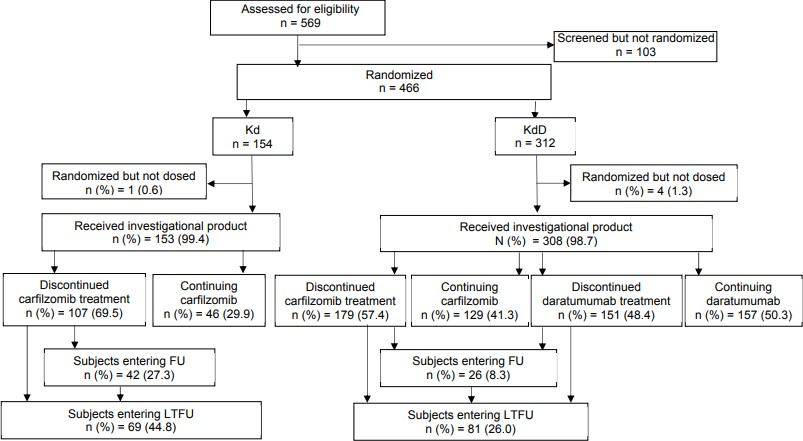 Assessed for eligibility
n = 569
Screened but not randomized
n = 103
Randomized
n = 466
Kd
n = 154
KdD
n = 312
Randomized but not dosed
n (%) = 1 (0.6)
Randomized but not dosed
n (%) = 4 (1.3)
Received investigational product
n (%) = 153 (99.4)
Received investigational product
N (%) = 308 (98.7)
Discontinued
carfilzomib treatment
n (%) = 107 (69.5)
Continuing
carfilzomib
n (%) = 46 (29.9)
Discontinued
carfilzomib treatment
n (%) = 179 (57.4)
Continuing
carfilzomib
n (%) = 129 (41.3)
Discontinued
daratumumab treatment
n (%) = 151 (48.4)
Continuing
daratumumab
n (%) = 157 (50.3)
Subjects entering FU
n (%) = 42 (27.3)
Subjects entering FU
n (%) = 26 (8.3)
Subjects entering LTFU
n (%) = 69 (44.8)
Subjects entering LTFU
n (%) = 81 (26.0)